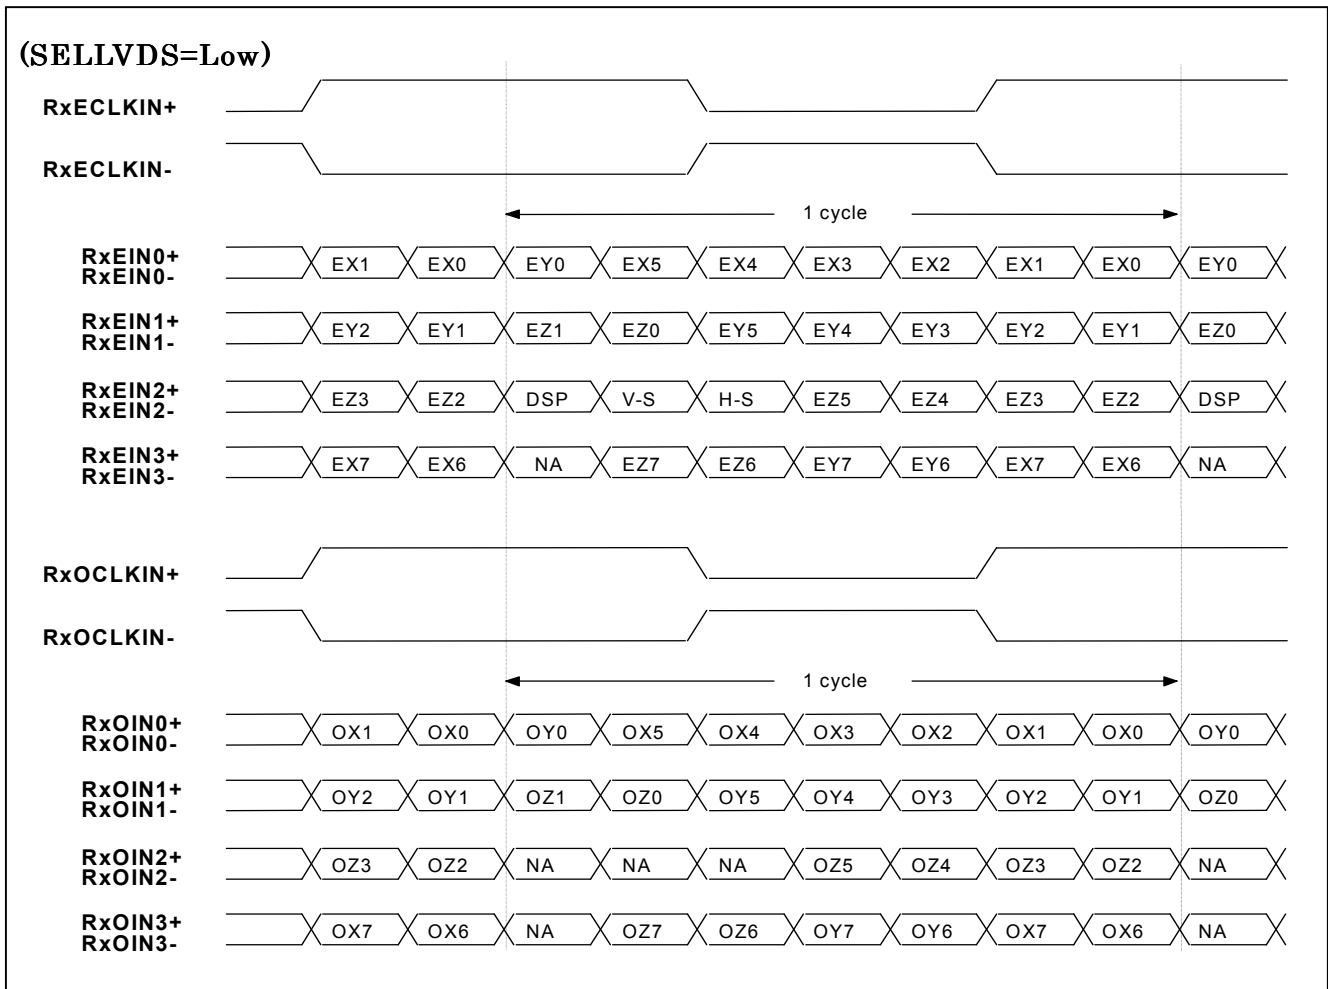 (SELLVDS=Low)
RxECLKIN+
RxECLKIN-
1 cycle
RxEIN0+
RxEIN0-
EX1 EX0 EY0 EX5 EX4 EX3 EX2 EX1 EX0 EY0
RxEIN1+
RxEIN1-
EY2 EY1 EZ1 EZ0 EY5 EY4 EY3 EY2 EY1 EZ0
RxEIN2+
RxEIN2-
EZ3 EZ2 DSP V-S H-S EZ5 EZ4 EZ3 EZ2 DSP
RxEIN3+
RxEIN3-
EX7 EX6 NA EZ7 EZ6 EY7 EY6 EX7 EX6 NA
RxOCLKIN+
RxOCLKIN-
1 cycle
RxOIN0+
RxOIN0-
OX1 OX0 OY0 OX5 OX4 OX3 OX2 OX1 OX0 OY0
RxOIN1+
RxOIN1-
OY2 OY1 OZ1 OZ0 OY5 OY4 OY3 OY2 OY1 OZ0
RxOIN2+
RxOIN2-
OZ3 OZ2 NA NA NA OZ5 OZ4 OZ3 OZ2 NA
RxOIN3+
RxOIN3-
OX7 OX6 NA OZ7 OZ6 OY7 OY6 OX7 OX6 NA